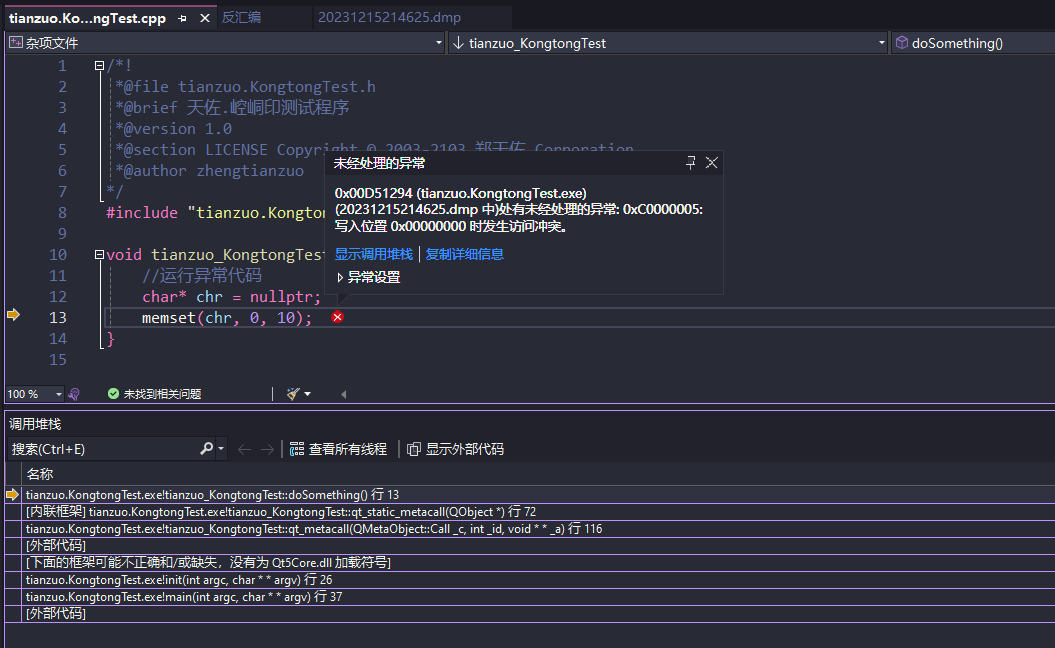 tianzuo.Ko...ngTest.cpp
反汇编
20231215214625.dmp
杂项文件
tianzuo_KongtongTest
doSomething()
1 /*!
2 *@file tianzuo.KongtongTest.h
3 *@brief 天佐.崆峒印测试程序
4 *@version 1.0
5 *@section LICENSE Copyright © 2003-2103 郑天佐 Corporation
6 *@author zhengtianzuo
7 */
8 #include "tianzuo.Kongton
9
10 void tianzuo_KongtongTest
11 //运行异常代码
12 char* chr = nullptr;
13 memset(chr, 0, 10);
14 }
15
未经处理的异常
0x00D51294 (tianzuo.KongtongTest.exe)
(20231215214625.dmp 中)处有未经处理的异常: 0xC0000005:
写入位置 0x00000000 时发生访问冲突。
显示调用堆栈 | 复制详细信息
异常设置
100 %
未找到相关问题
调用堆栈
搜索(Ctrl+E)
查看所有线程
显示外部代码
名称
tianzuo.KongtongTest.exe!tianzuo_KongtongTest::doSomething() 行 13
[内联框架] tianzuo.KongtongTest.exe!tianzuo_KongtongTest::qt_static_metacall(QObject *) 行 72
tianzuo.KongtongTest.exe!tianzuo_KongtongTest::qt_metacall(QMetaObject::Call _c, int _id, void * * _a) 行 116
[外部代码]
[下面的框架可能不正确和/或缺失，没有为 Qt5Core.dll 加载符号]
tianzuo.KongtongTest.exe!init(int argc, char * * argv) 行 26
tianzuo.KongtongTest.exe!main(int argc, char * * argv) 行 37
[外部代码]